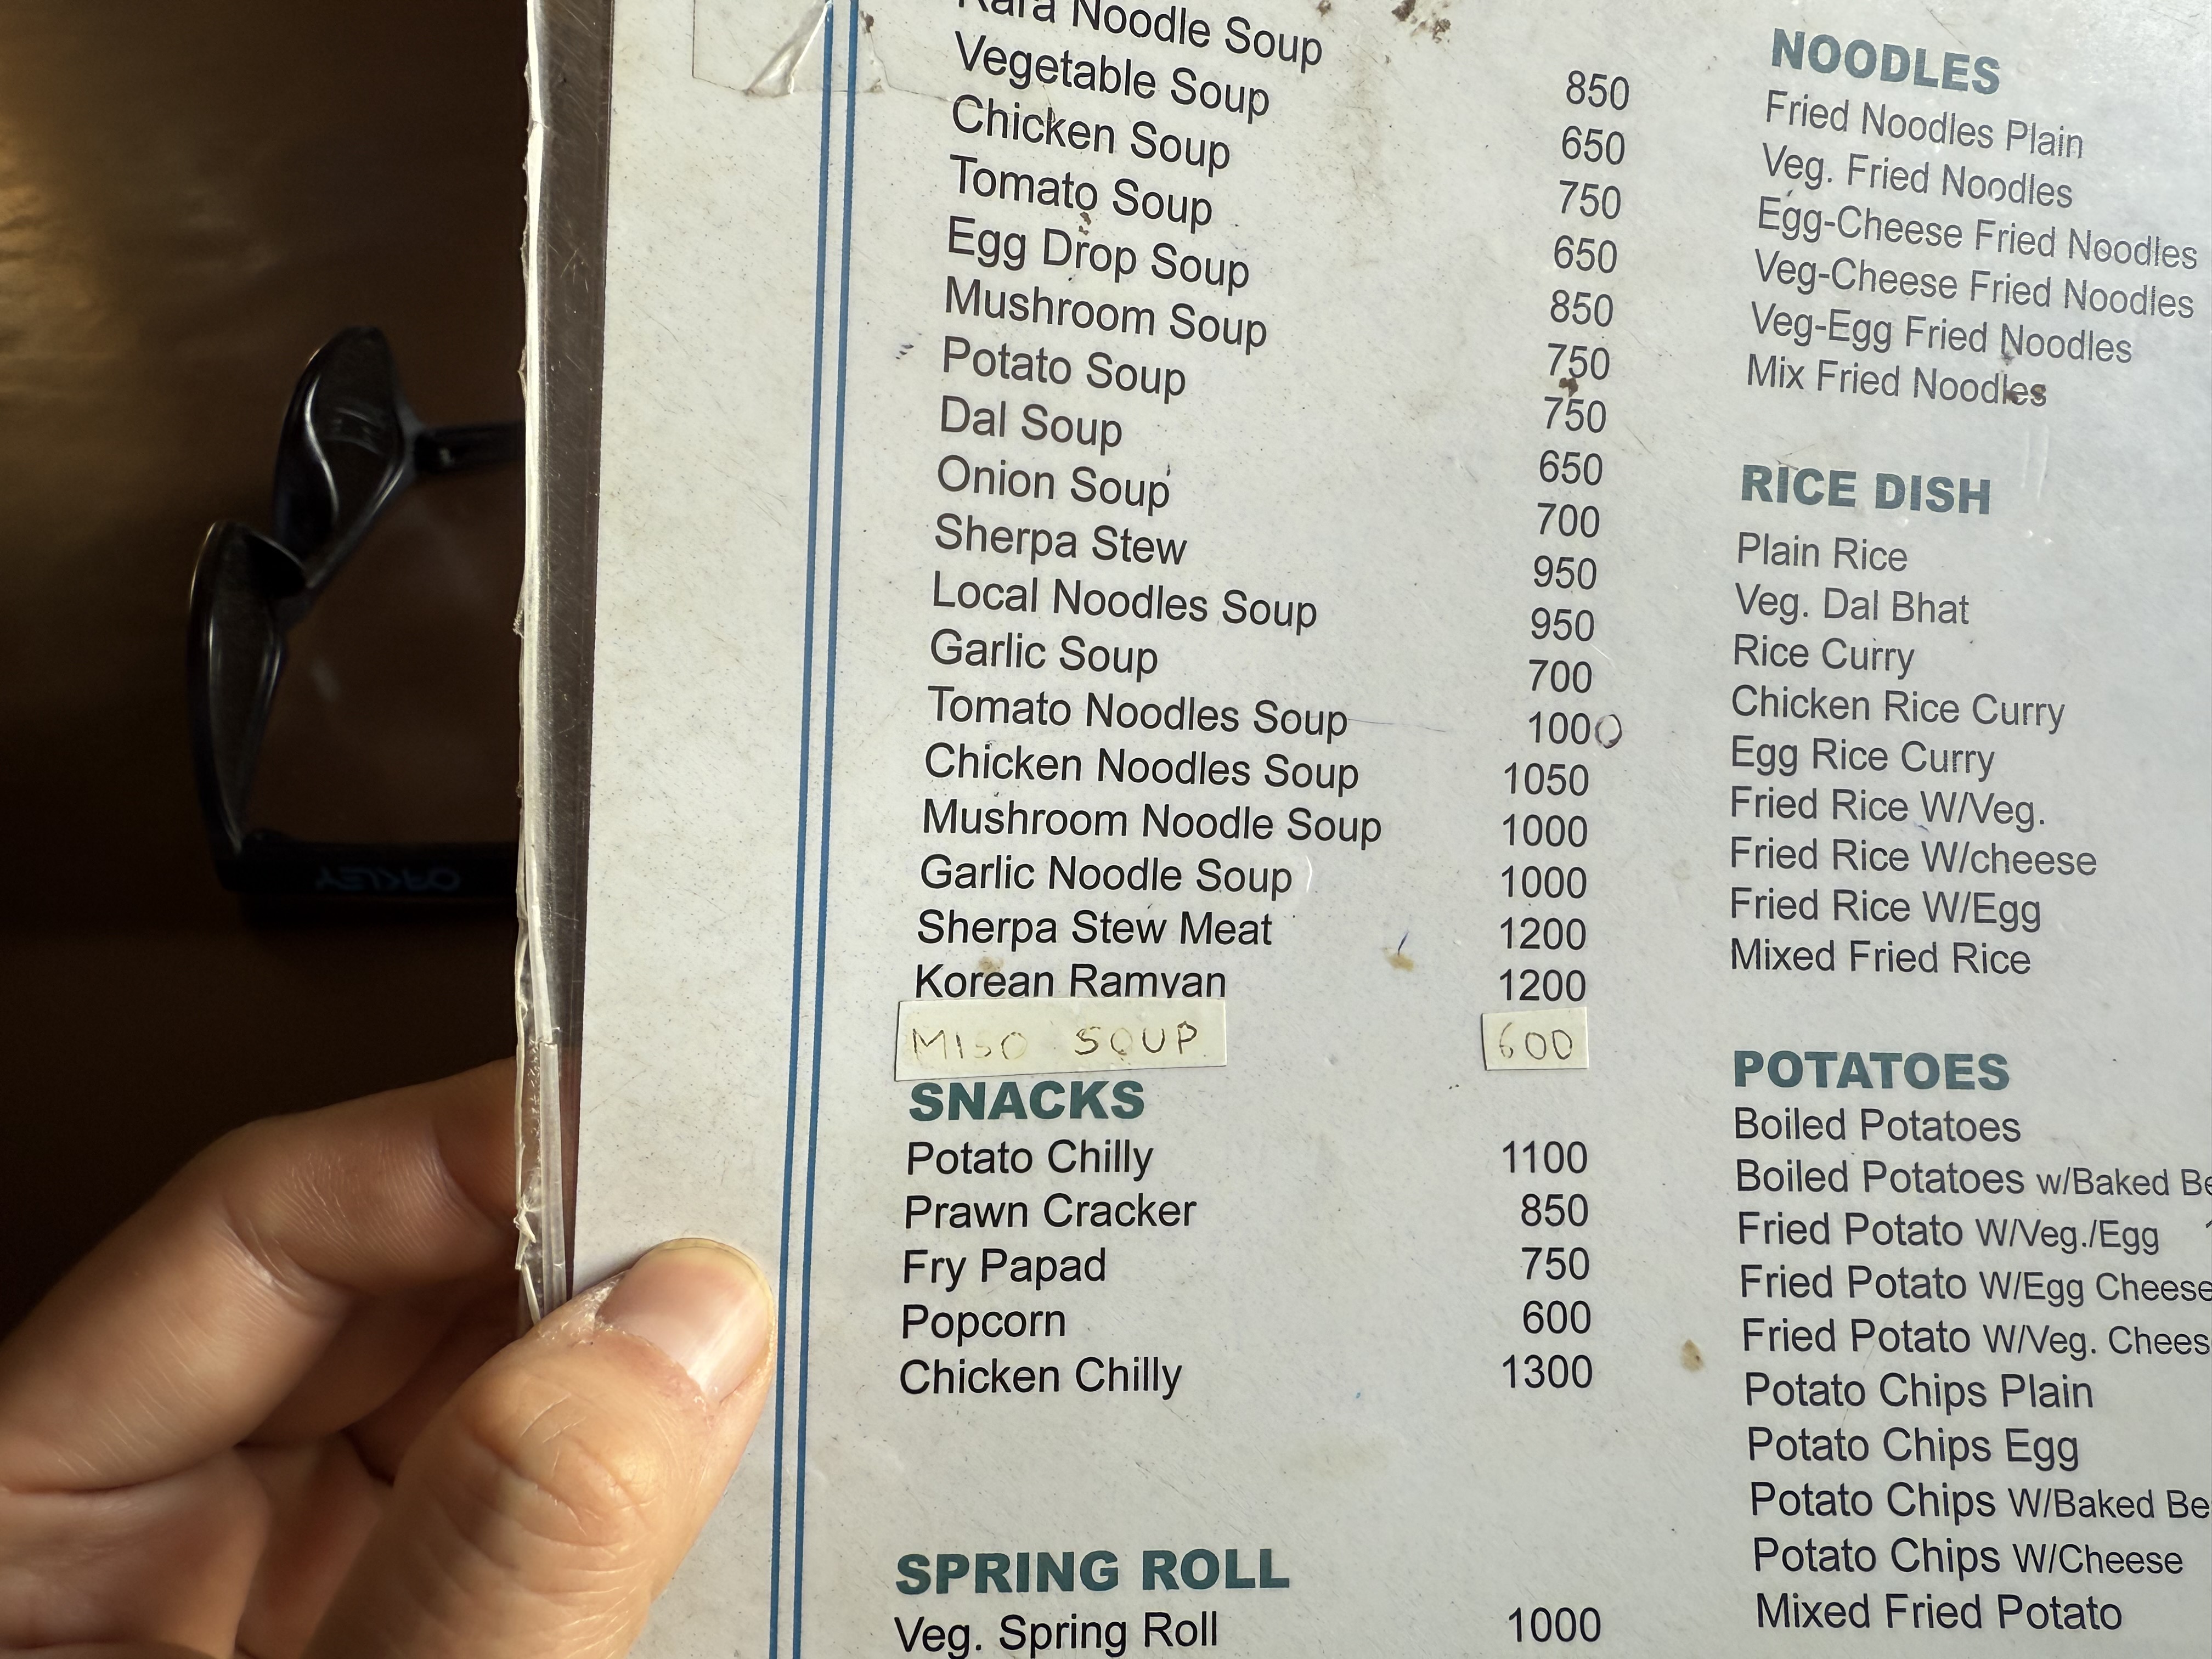 Noodle Soup 850
Vegetable Soup 650
Chicken Soup 750
Tomato Soup 650
Egg Drop Soup 850
Mushroom Soup 750
Potato Soup 750
Dal Soup 650
Onion Soup 700
Sherpa Stew 950
Local Noodles Soup 950
Garlic Soup 700
Tomato Noodles Soup 1000
Chicken Noodles Soup 1050
Mushroom Noodle Soup 1000
Garlic Noodle Soup 1000
Sherpa Stew Meat 1200
Korean Ramyan 1200
MISO SOUP 600
SNACKS
Potato Chilly 1100
Prawn Cracker 850
Fry Papad 750
Popcorn 600
Chicken Chilly 1300
SPRING ROLL
Veg. Spring Roll 1000
NOODLES
Fried Noodles Plain
Veg. Fried Noodles
Egg-Cheese Fried Noodles
Veg-Cheese Fried Noodles
Veg-Egg Fried Noodles
Mix Fried Noodles
RICE DISH
Plain Rice
Veg. Dal Bhat
Rice Curry
Chicken Rice Curry
Egg Rice Curry
Fried Rice W/Veg.
Fried Rice W/cheese
Fried Rice W/Egg
Mixed Fried Rice
POTATOES
Boiled Potatoes
Boiled Potatoes w/Baked
Fried Potato W/Veg./Egg
Fried Potato W/Egg Cheese
Fried Potato W/Veg. Chees
Potato Chips Plain
Potato Chips Egg
Potato Chips W/Baked
Potato Chips W/Cheese
Mixed Fried Potato
OAKLEY